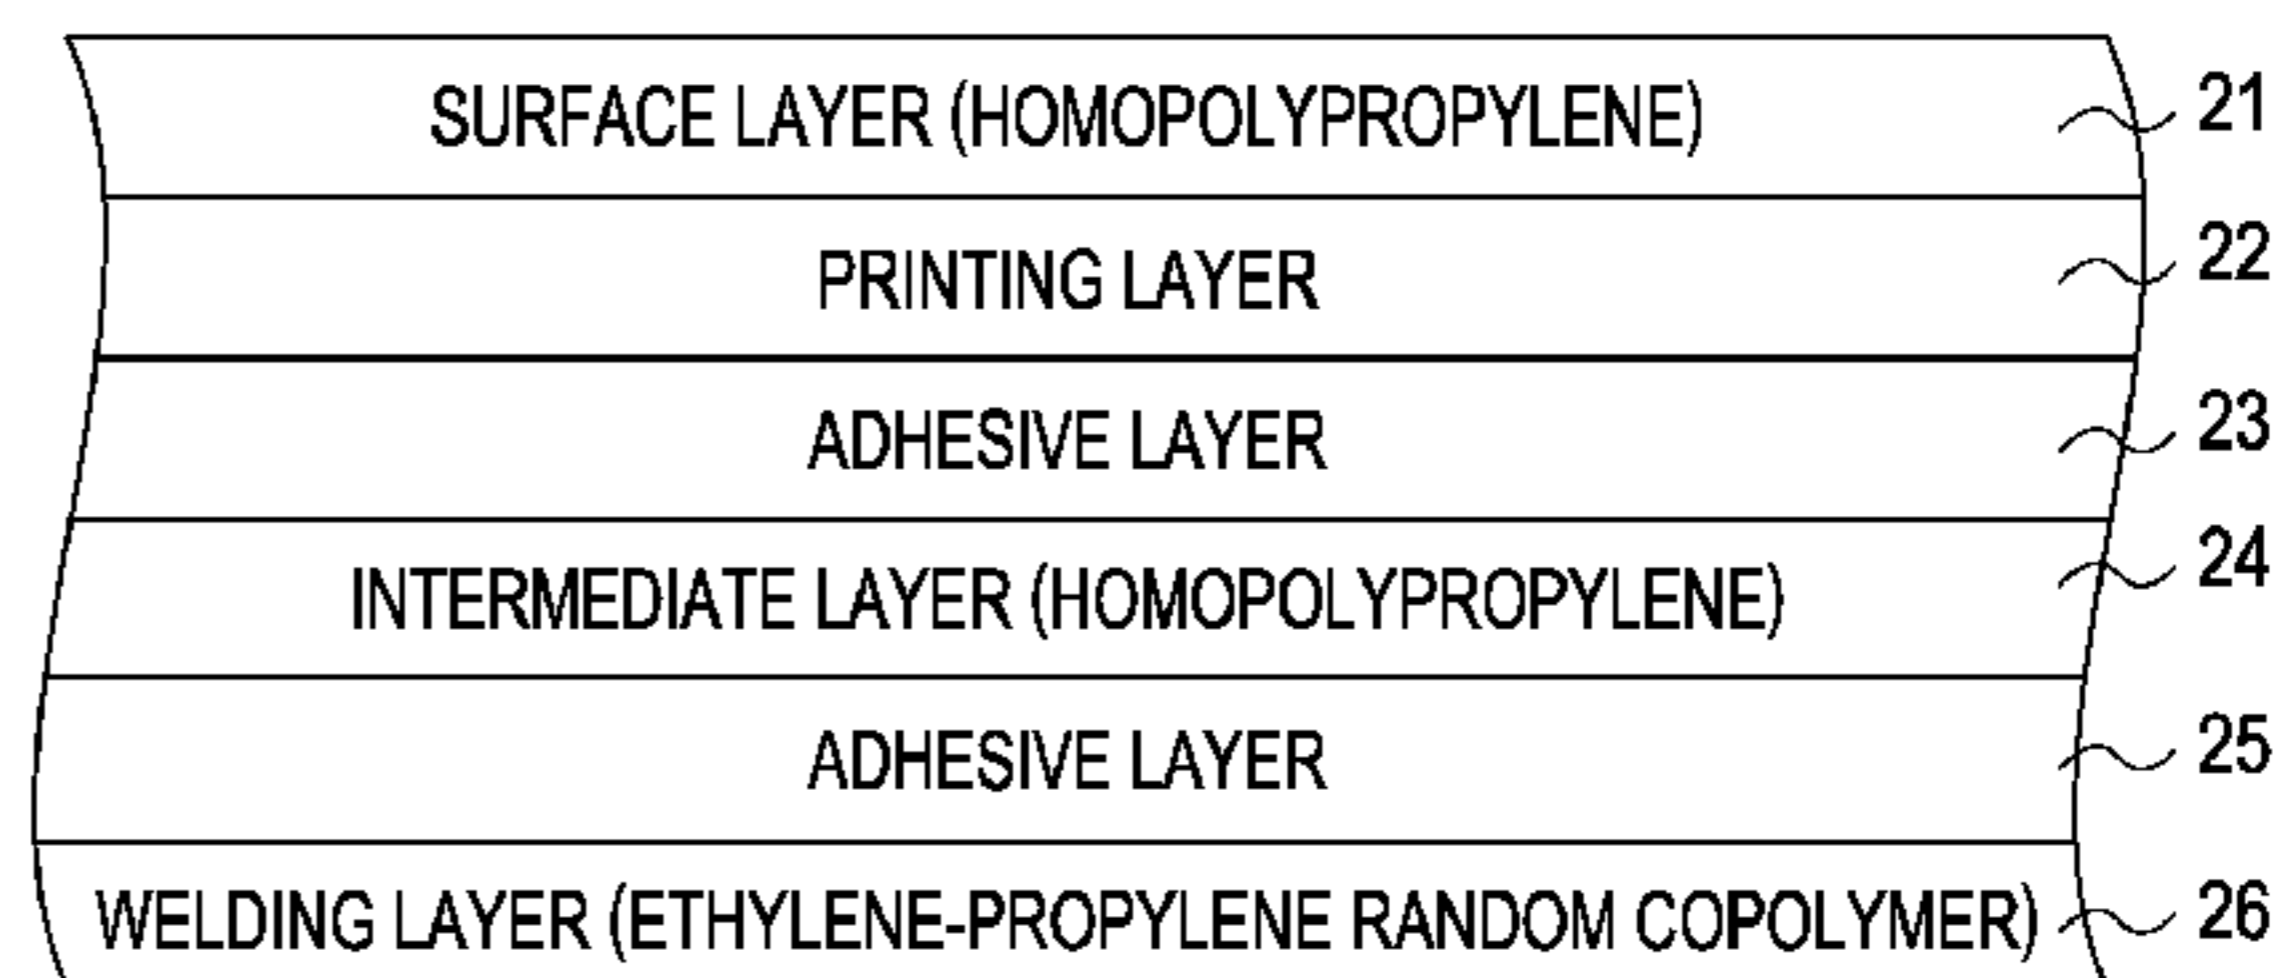 SURFACE LAYER (HOMOPOLYPROPYLENE) 21
PRINTING LAYER 22
ADHESIVE LAYER 23
INTERMEDIATE LAYER (HOMOPOLYPROPYLENE) 24
ADHESIVE LAYER 25
WELDING LAYER (ETHYLENE-PROPYLENE RANDOM COPOLYMER) 26